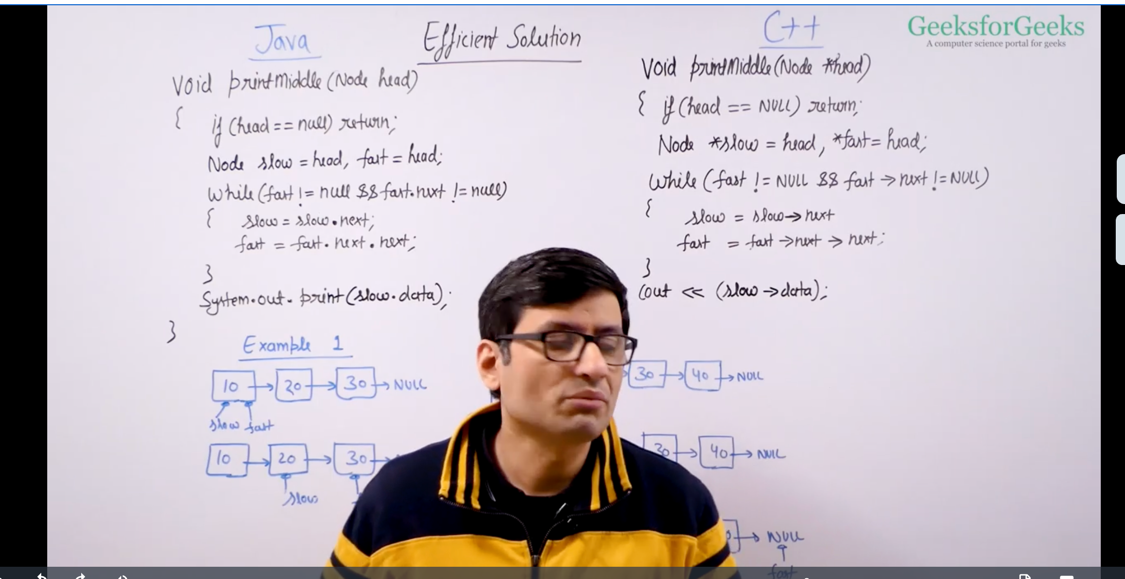 GeeksforGeeks
A computer science portal for geeks
Efficient Solution
Java
Void printMiddle (Node head)
{
if (head == null) return;
Node slow = head, fast = head;
While (fast != null && fast.next != null)
{ slow = slow.next;
fast = fast.next.next;
}
System.out.print(slow.data);
}
C++
Void printMiddle (Node *head)
{ if (head == NULL) return;
Node *slow = head, *fast = head;
While (fast != NULL && fast → next != NULL)
{
slow = slow → next
fast = fast → next → next;
}
Cout << (slow → data);
Example 1
10 → 20 → 30 → NULL
slow fast
10 → 20 → 30
slow
30 → 40 → NULL
30 → 40 → NULL
→ NULL
fast